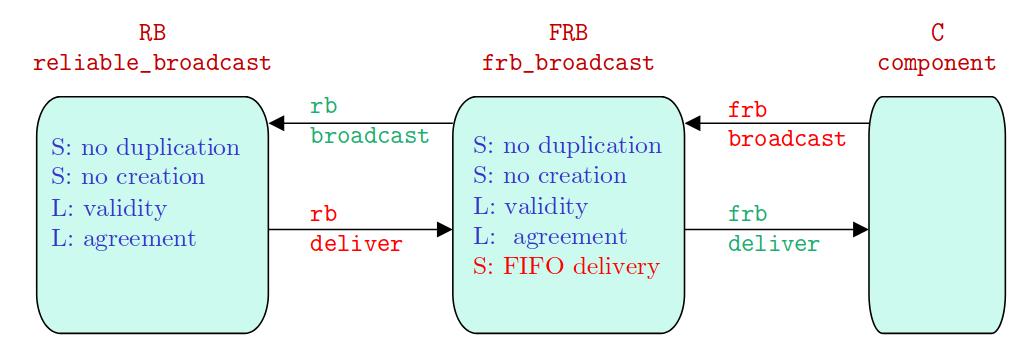 RB
reliable_broadcast
FRB
frb_broadcast
C
component
S: no duplication
S: no creation
L: validity
L: agreement
rb
broadcast
rb
deliver
S: no duplication
S: no creation
L: validity
L: agreement
S: FIFO delivery
frb
broadcast
frb
deliver